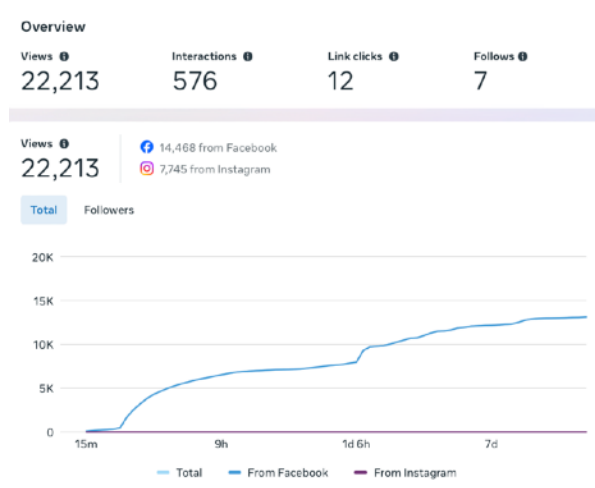 Overview
Views Interactions Link clicks Follows
22,213 576 12 7
Views
22,213
14,468 from Facebook
7,745 from Instagram
Total Followers
20K
15K
10K
5K
0
15m 9h 1d 6h 7d
Total From Facebook From Instagram